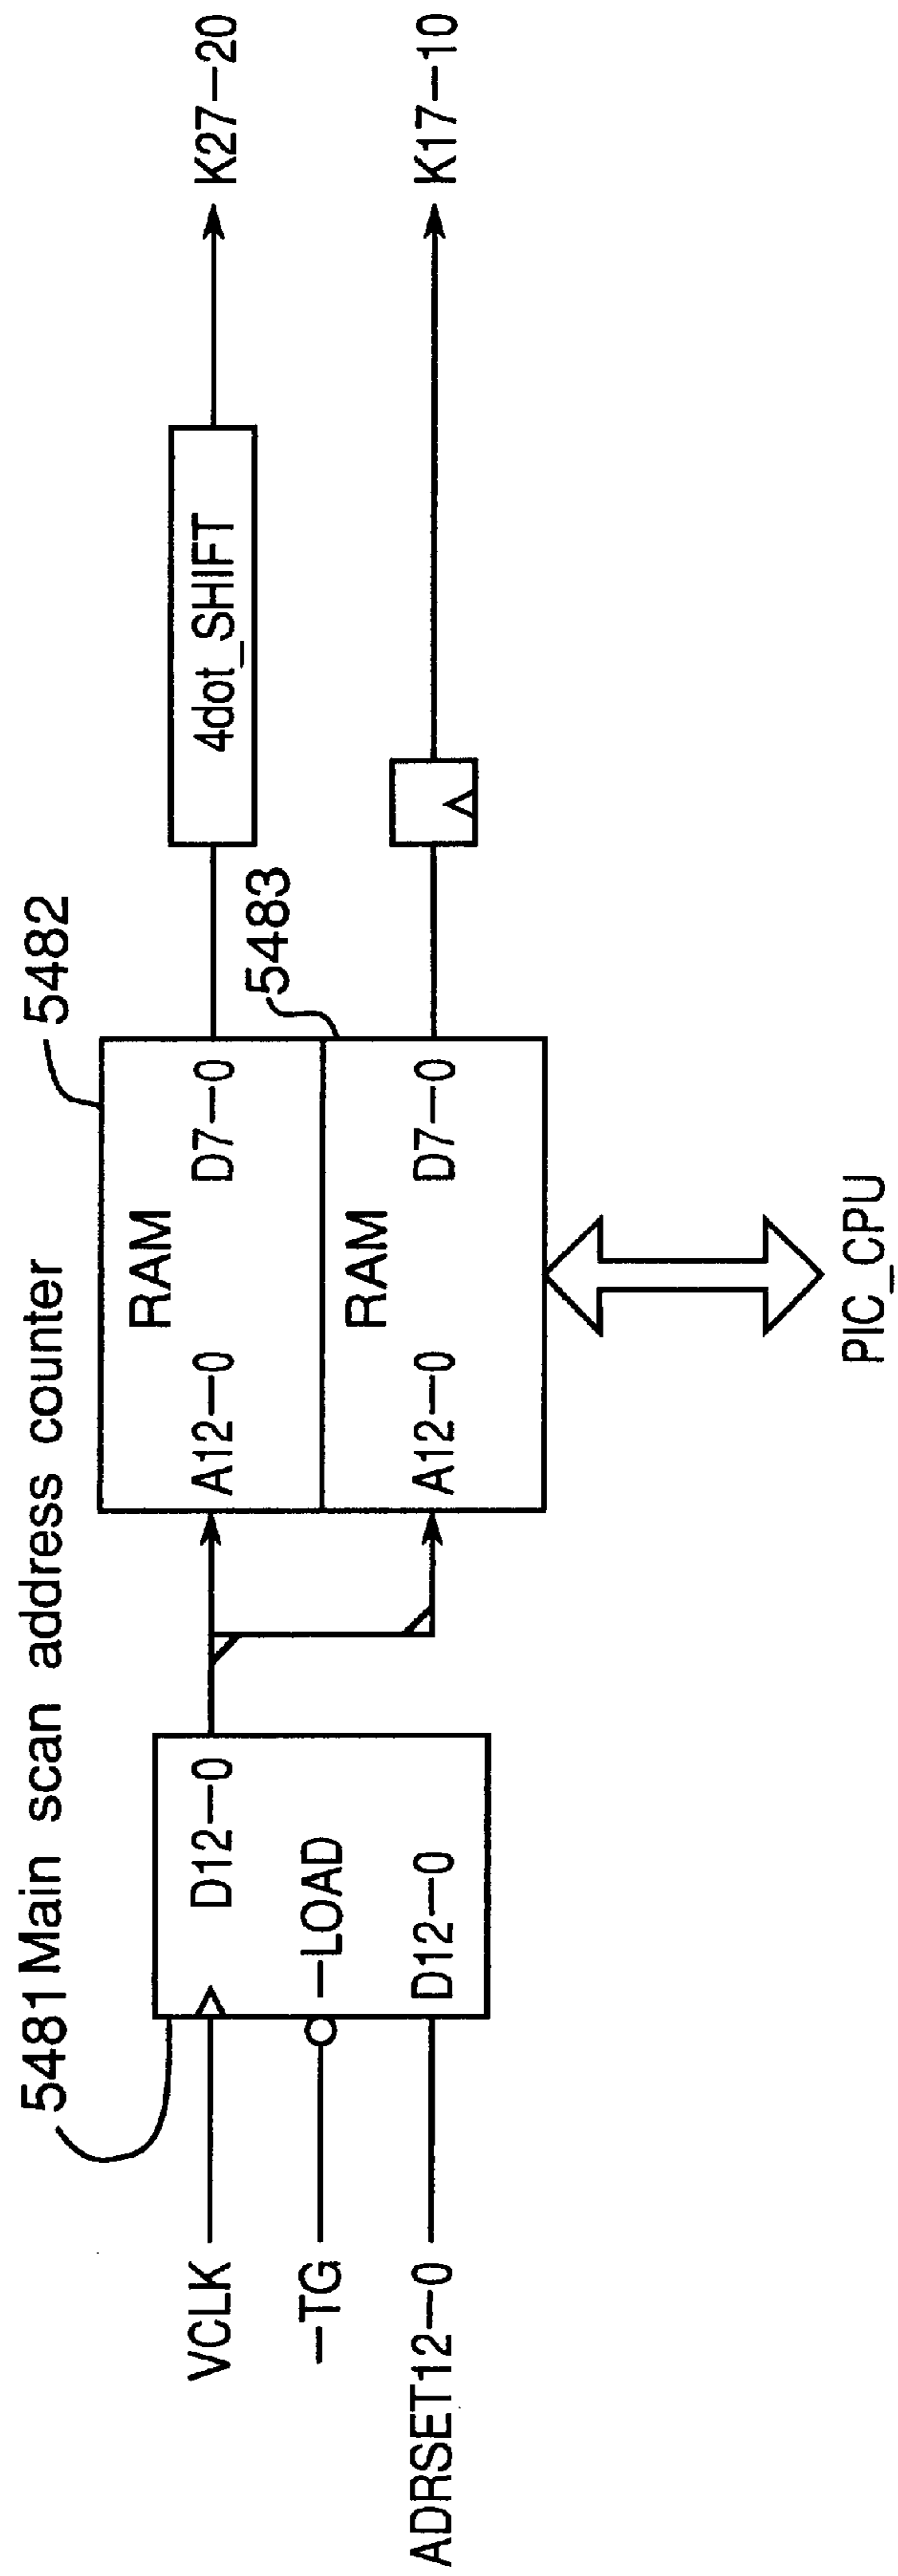 5481 Main scan address counter
5482
VCLK
D12—0
A12—0
RAM
D7—0
4dot_SHIFT
K27—20
5483
—TG
—LOAD
ADRSET12—0
D12—0
A12—0
RAM
D7—0
K17—10
PIC_CPU